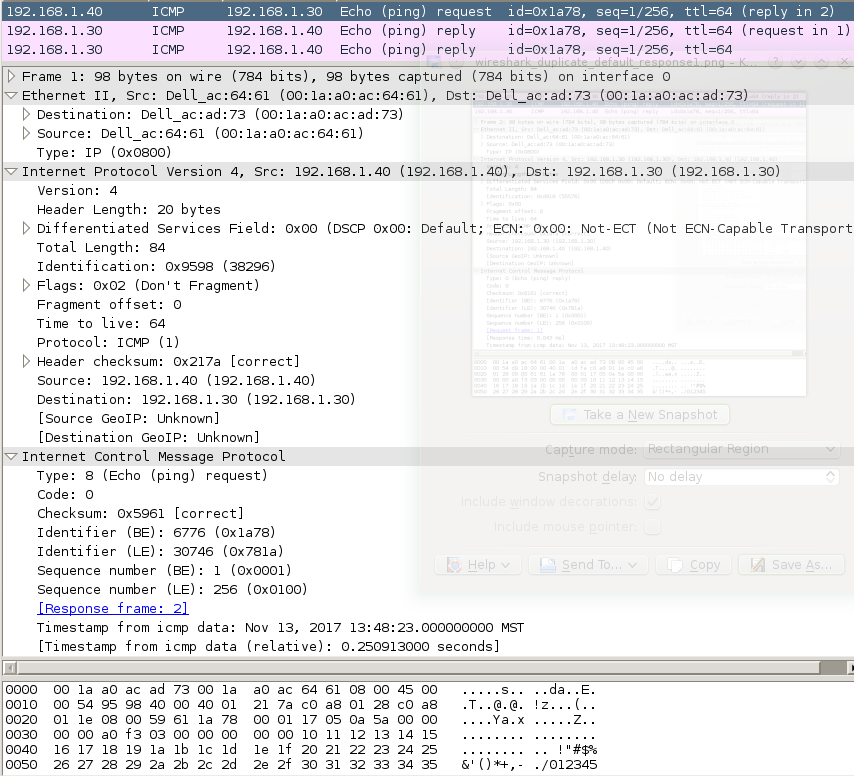 192.168.1.40 ICMP 192.168.1.30 Echo (ping) request id=0x1a78, seq=1/256, ttl=64 (reply in 2)
192.168.1.30 ICMP 192.168.1.40 Echo (ping) reply id=0x1a78, seq=1/256, ttl=64 (request in 1)
192.168.1.30 ICMP 192.168.1.40 Echo (ping) reply id=0x1a78, seq=1/256, ttl=64
wireshark_duplicate_default_response1.png – K
Frame 1: 98 bytes on wire (784 bits), 98 bytes captured (784 bits) on interface 0
Ethernet II, Src: Dell_ac:64:61 (00:1a:a0:ac:64:61), Dst: Dell_ac:ad:73 (00:1a:a0:ac:ad:73)
Destination: Dell_ac:ad:73 (00:1a:a0:ac:ad:73)
Source: Dell_ac:64:61 (00:1a:a0:ac:64:61)
Type: IP (0x0800)
Internet Protocol Version 4, Src: 192.168.1.40 (192.168.1.40), Dst: 192.168.1.30 (192.168.1.30)
Version: 4
Header Length: 20 bytes
Differentiated Services Field: 0x00 (DSCP 0x00: Default; ECN: 0x00: Not-ECT (Not ECN-Capable Transport
Total Length: 84
Identification: 0x9598 (38296)
Flags: 0x02 (Don't Fragment)
Fragment offset: 0
Time to live: 64
Protocol: ICMP (1)
Header checksum: 0x217a [correct]
Source: 192.168.1.40 (192.168.1.40)
Destination: 192.168.1.30 (192.168.1.30)
[Source GeoIP: Unknown]
[Destination GeoIP: Unknown]
Internet Control Message Protocol
Type: 8 (Echo (ping) request)
Code: 0
Checksum: 0x5961 [correct]
Identifier (BE): 6776 (0x1a78)
Identifier (LE): 30746 (0x781a)
Sequence number (BE): 1 (0x0001)
Sequence number (LE): 256 (0x0100)
[Response frame: 2]
Timestamp from icmp data: Nov 13, 2017 13:48:23.000000000 MST
[Timestamp from icmp data (relative): 0.250913000 seconds]
Take a New Snapshot
Capture mode: Rectangular Region
Snapshot delay: No delay
Include window decorations:
Include mouse pointer:
Help Send To... Copy Save As...
0000 00 1a a0 ac ad 73 00 1a a0 ac 64 61 08 00 45 00 .....s.. ..da..E.
0010 00 54 95 98 40 00 40 01 21 7a c0 a8 01 28 c0 a8 .T..@.@. !z...(..
0020 01 1e 08 00 59 61 1a 78 00 01 17 05 0a 5a 00 00 ....Ya.x .....Z..
0030 00 00 a0 f3 03 00 00 00 00 00 10 11 12 13 14 15 ........ ........
0040 16 17 18 19 1a 1b 1c 1d 1e 1f 20 21 22 23 24 25 ........ .. !"#$%
0050 26 27 28 29 2a 2b 2c 2d 2e 2f 30 31 32 33 34 35 &'()*+,- ./012345